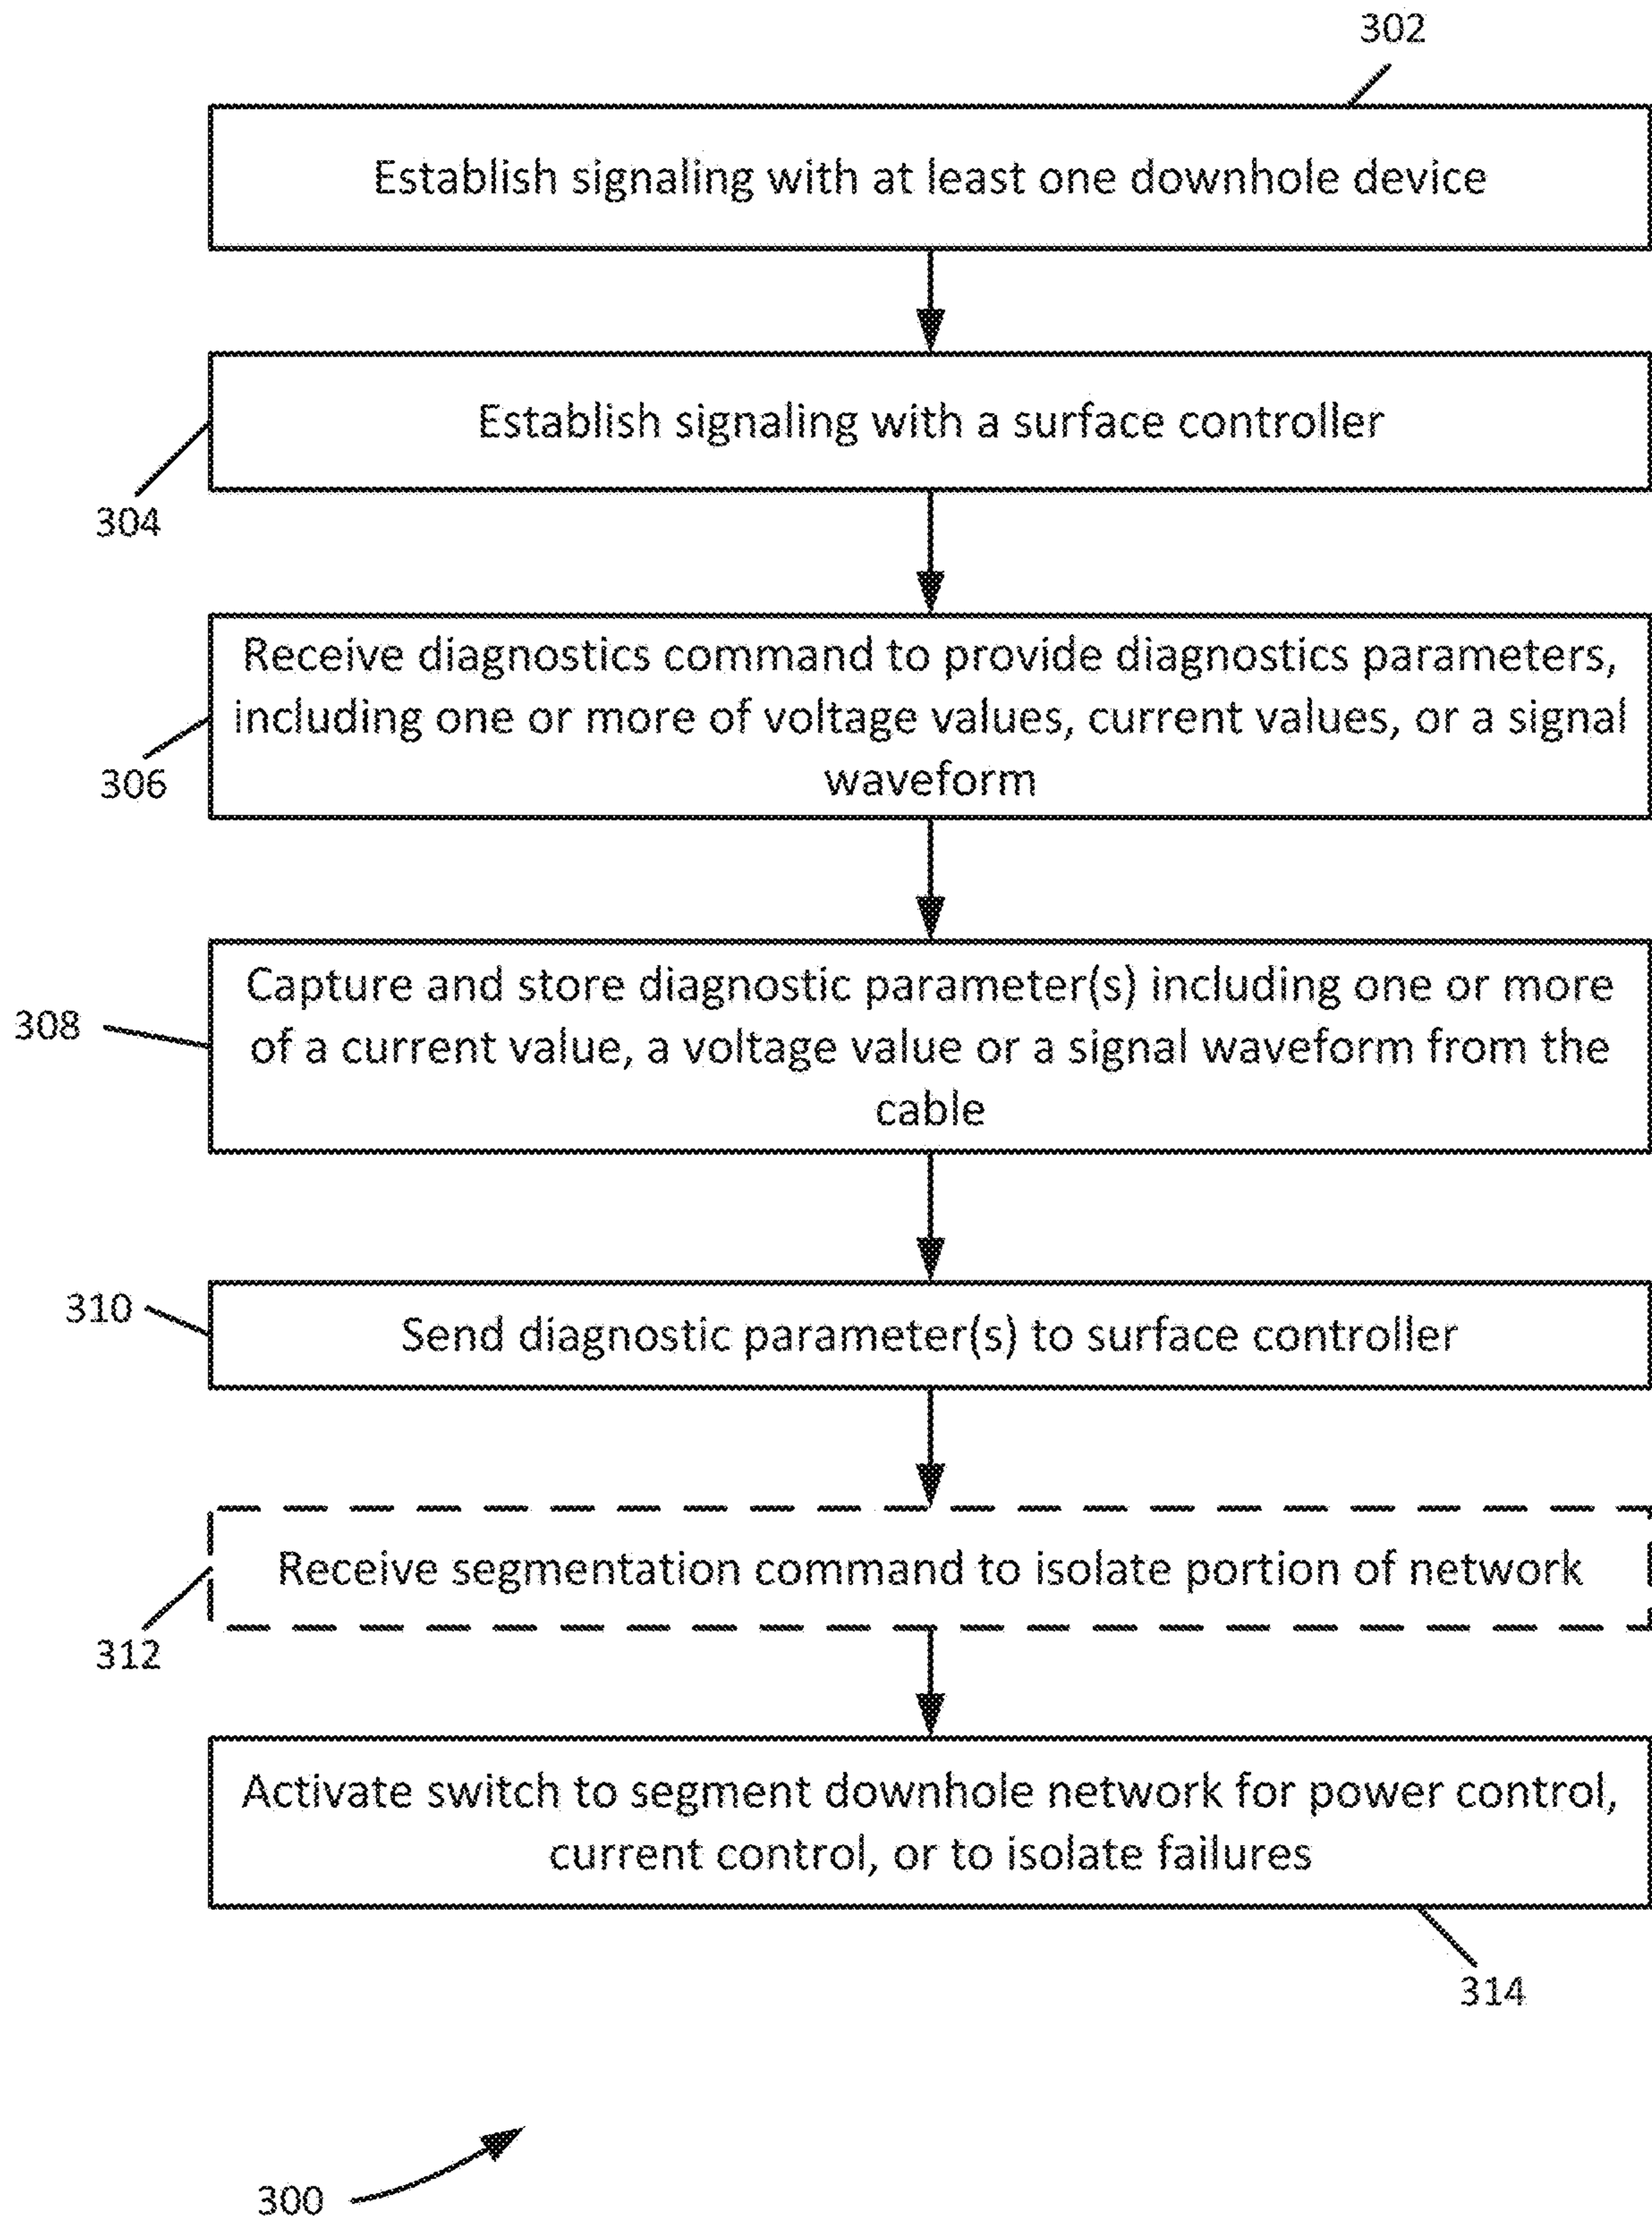 302
Establish signaling with at least one downhole device
Establish signaling with a surface controller
304
Receive diagnostics command to provide diagnostics parameters,
including one or more of voltage values, current values, or a signal
waveform
306
Capture and store diagnostic parameter(s) including one or more
of a current value, a voltage value or a signal waveform from the
cable
308
310
Send diagnostic parameter(s) to surface controller
Receive segmentation command to isolate portion of network
312
Activate switch to segment downhole network for power control,
current control, or to isolate failures
314
300